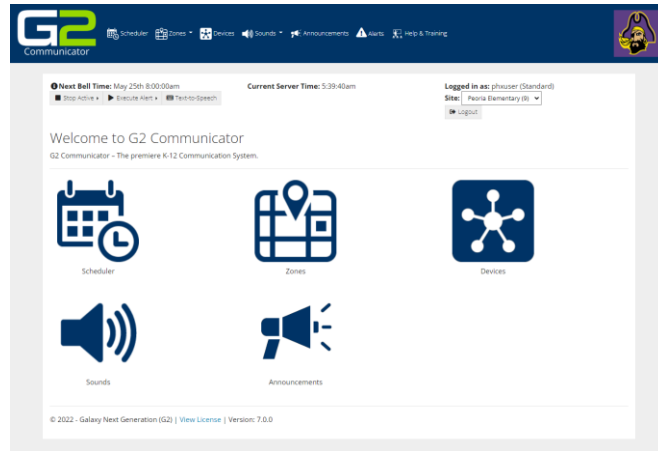 G2
Communicator
Scheduler Zones Devices Sounds Announcements Alerts Help & Training
Next Bell Time: May 25th 8:00:00am Current Server Time: 5:39:40am Logged in as: phxuser (Standard)
Stop Active Execute Alert Text-to-Speech Site: Peoria Elementary (9)
Logout
Welcome to G2 Communicator
G2 Communicator – The premiere K-12 Communication System.
Scheduler Zones Devices
Sounds Announcements
© 2022 - Galaxy Next Generation (G2) | View License | Version: 7.0.0